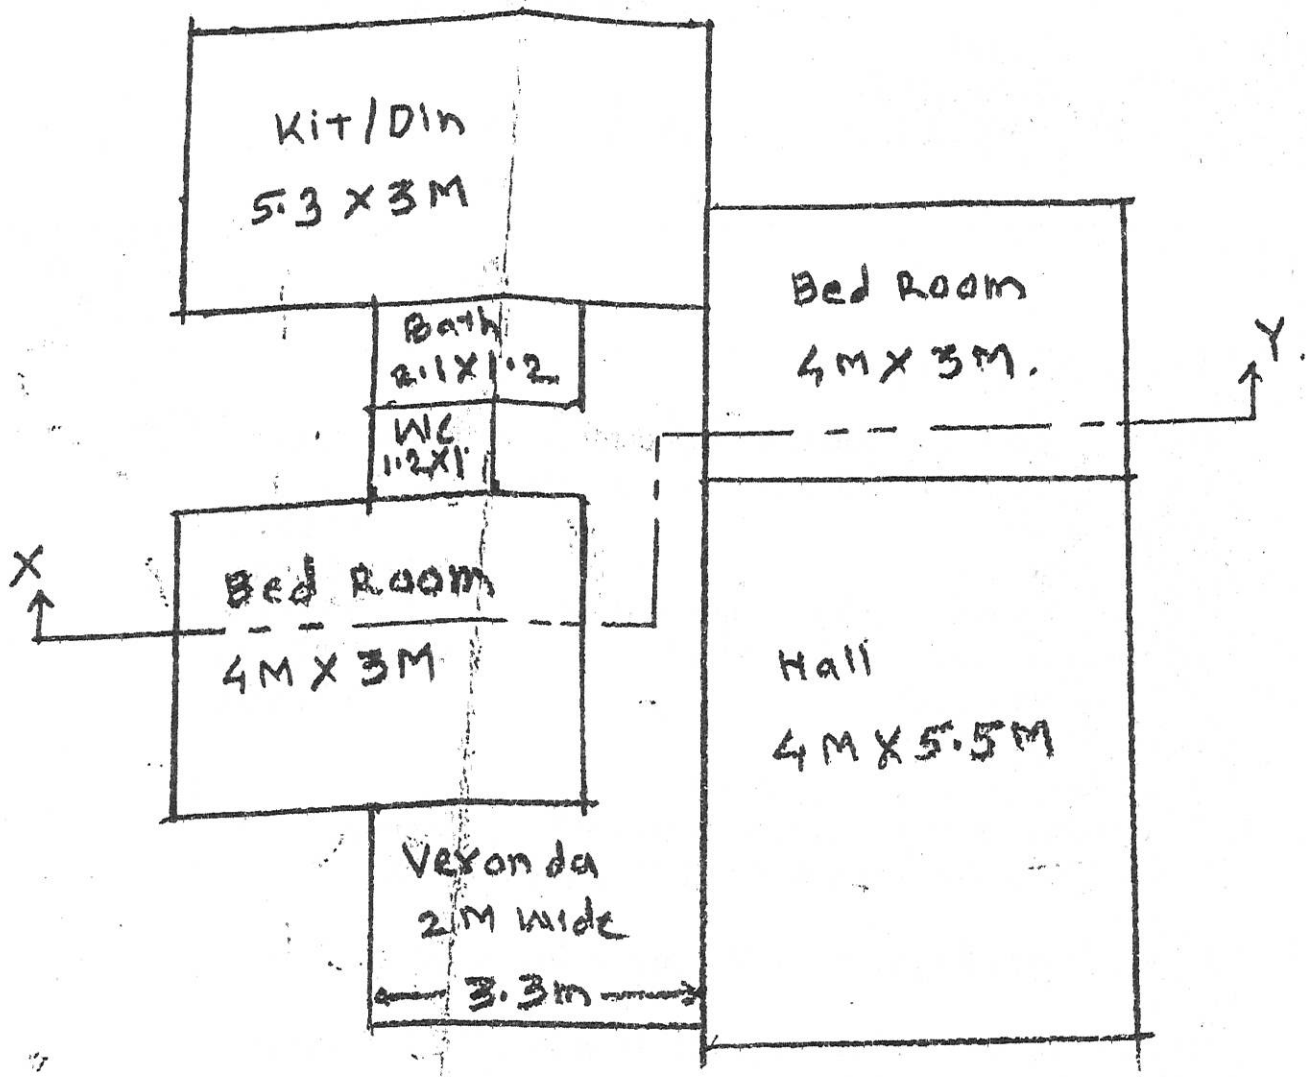 Kit/Din
5.3 X 3M
Bed Room
4M X 3M.
Bath
2.1X1.2
WC
1.2X1
Y.
X
Bed Room
4M X 3M
Hall
4M X 5.5M
Veronda
2M Wide
3.3m